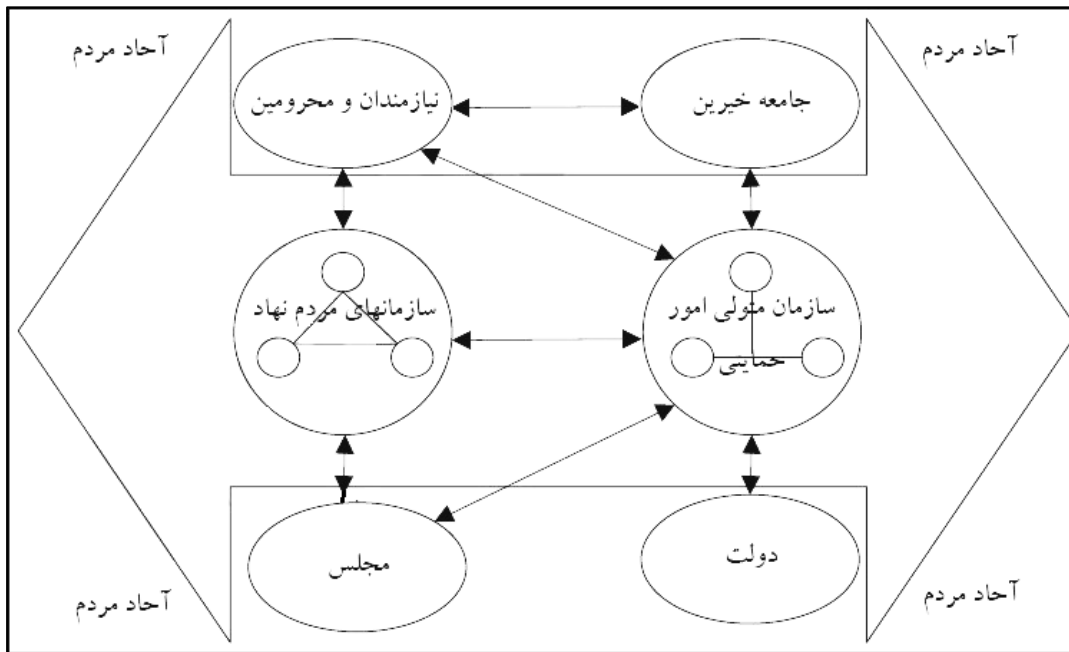 آحاد مردم
آحاد مردم
جامعه خیرین
نیازمندان و محرومین
سازمان متولی امور
حمایتی
سازمانهای مردم نهاد
دولت
مجلس
آحاد مردم
آحاد مردم